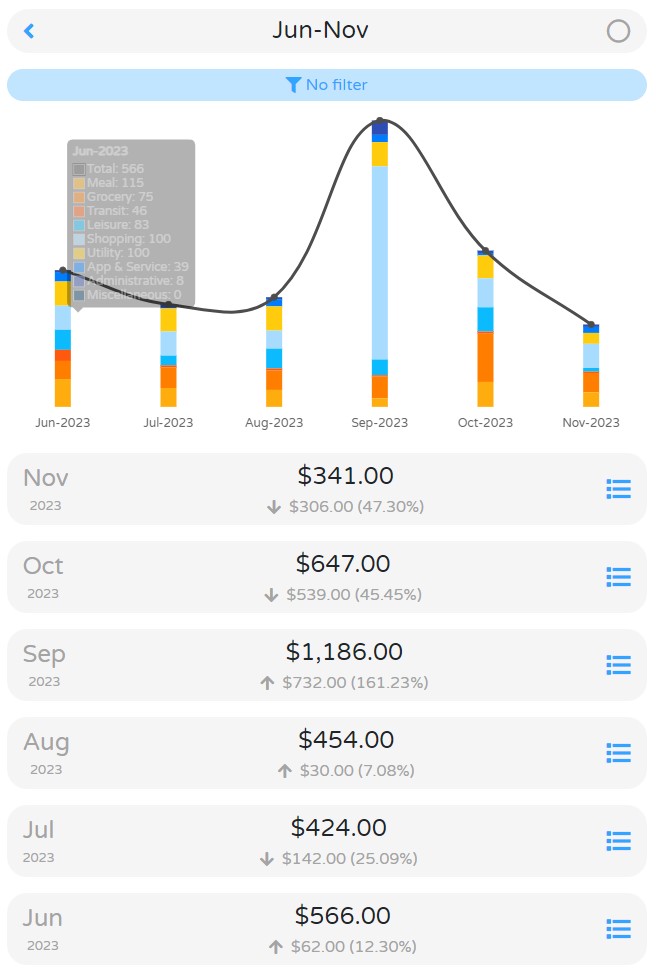 Jun-Nov
No filter
Jun-2023
Total: 566
Meal: 115
Grocery: 75
Transit: 46
Leisure: 83
Shopping: 100
Utility: 100
App & Service: 39
Administrative: 8
Miscellaneous: 0
Jun-2023 Jul-2023 Aug-2023 Sep-2023 Oct-2023 Nov-2023
Nov $341.00
2023 $306.00 (47.30%)
Oct $647.00
2023 $539.00 (45.45%)
Sep $1,186.00
2023 $732.00 (161.23%)
Aug $454.00
2023 $30.00 (7.08%)
Jul $424.00
2023 $142.00 (25.09%)
Jun $566.00
2023 $62.00 (12.30%)